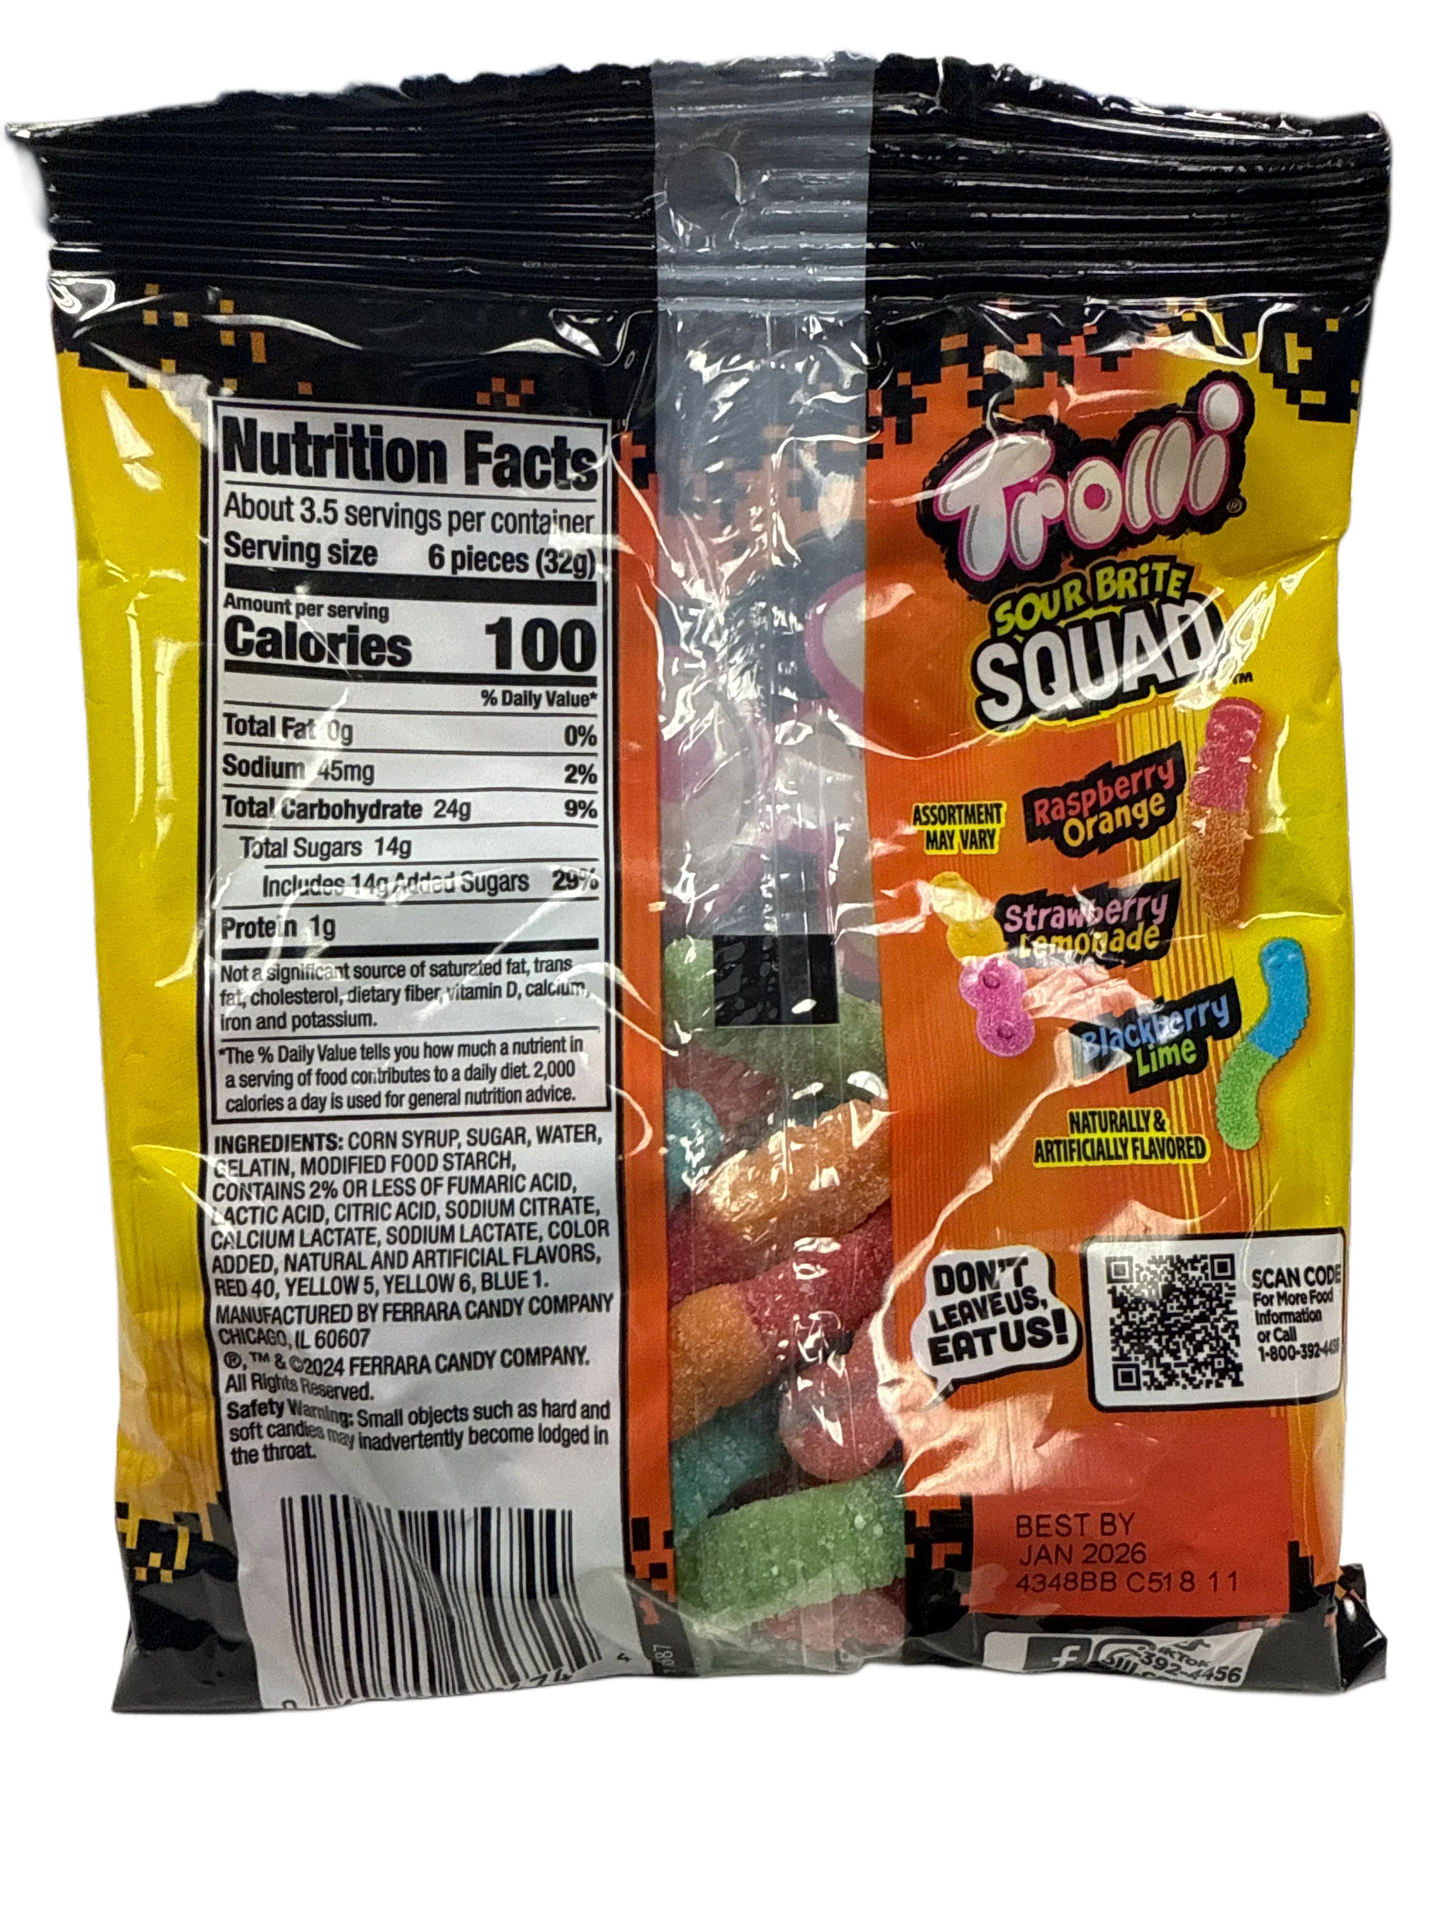 Nutrition Facts
About 3.5 servings per container
Serving size 6 pieces (32g)
Amount per serving
Calories 100
% Daily Value*
Total Fat 0g 0%
Sodium 45mg 2%
Total Carbohydrate 24g 9%
Total Sugars 14g
Includes 14g Added Sugars 29%
Protein 1g
Not a significant source of saturated fat, trans
fat, cholesterol, dietary fiber, vitamin D, calcium,
iron and potassium.
*The % Daily Value tells you how much a nutrient in
a serving of food contributes to a daily diet. 2,000
calories a day is used for general nutrition advice.
INGREDIENTS: CORN SYRUP, SUGAR, WATER,
GELATIN, MODIFIED FOOD STARCH,
CONTAINS 2% OR LESS OF FUMARIC ACID,
LACTIC ACID, CITRIC ACID, SODIUM CITRATE,
CALCIUM LACTATE, SODIUM LACTATE, COLOR
ADDED, NATURAL AND ARTIFICIAL FLAVORS,
RED 40, YELLOW 5, YELLOW 6, BLUE 1.
MANUFACTURED BY FERRARA CANDY COMPANY
CHICAGO, IL 60607
®, ™ & ©2024 FERRARA CANDY COMPANY.
All Rights Reserved.
Safety Warning: Small objects such as hard and
soft candies may inadvertently become lodged in
the throat.
Trolli®
SOUR BRiTE
SQUAD™
ASSORTMENT
MAY VARY
Raspberry
Orange
Strawberry
Lemonade
Blackberry
Lime
NATURALLY &
ARTIFICIALLY FLAVORED
DON'T
LEAVE US,
EAT US!
SCAN CODE
For More Food
Information
or Call
1-800-392-4456
BEST BY
JAN 2026
4348BB C518 11
f
TikTok
392-4456